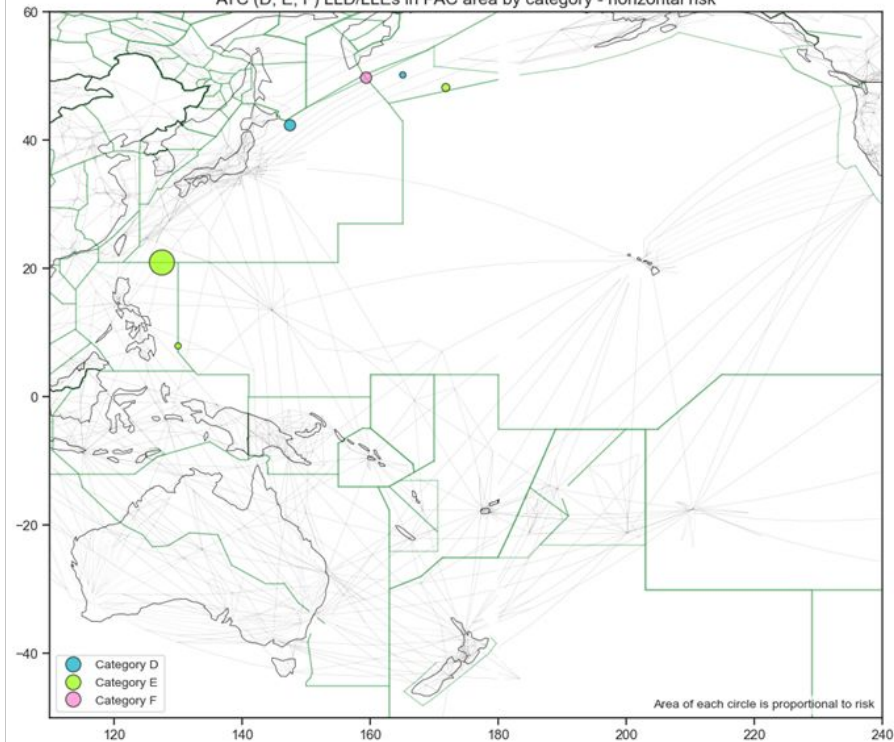 ATC (D, E, F) LLD/LLEs in PAC area by category - horizontal risk
60
40
20
0
−20
−40
Category D
Category E
Category F
Area of each circle is proportional to risk
120
140
160
180
200
220
240